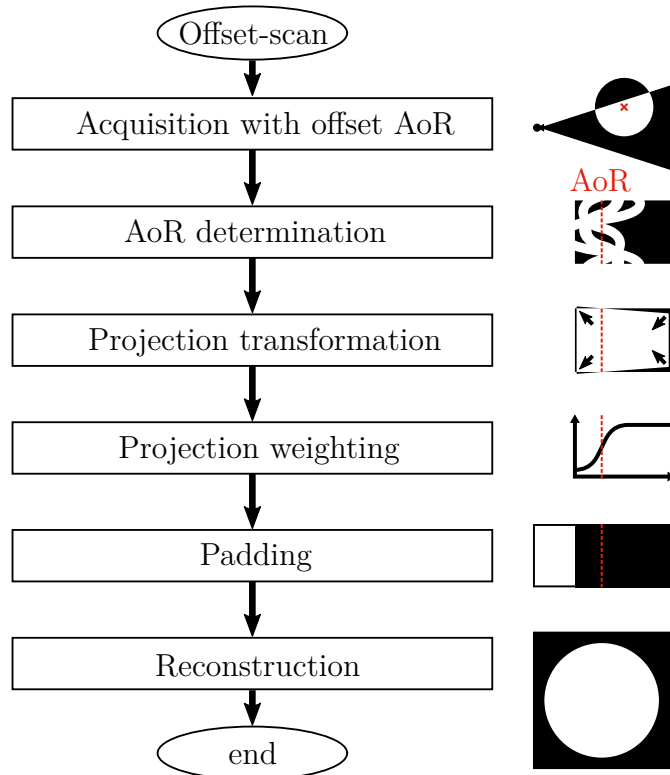 Offset-scan
Acquisition with offset AoR
AoR
AoR determination
Projection transformation
Projection weighting
Padding
Reconstruction
end